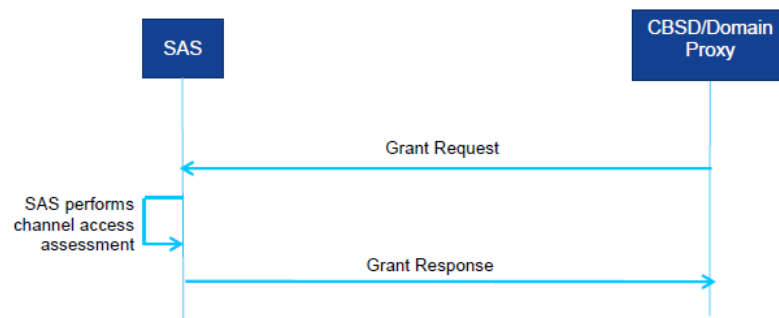 SAS
CBSD/Domain
Proxy
Grant Request
SAS performs
channel access
assessment
Grant Response